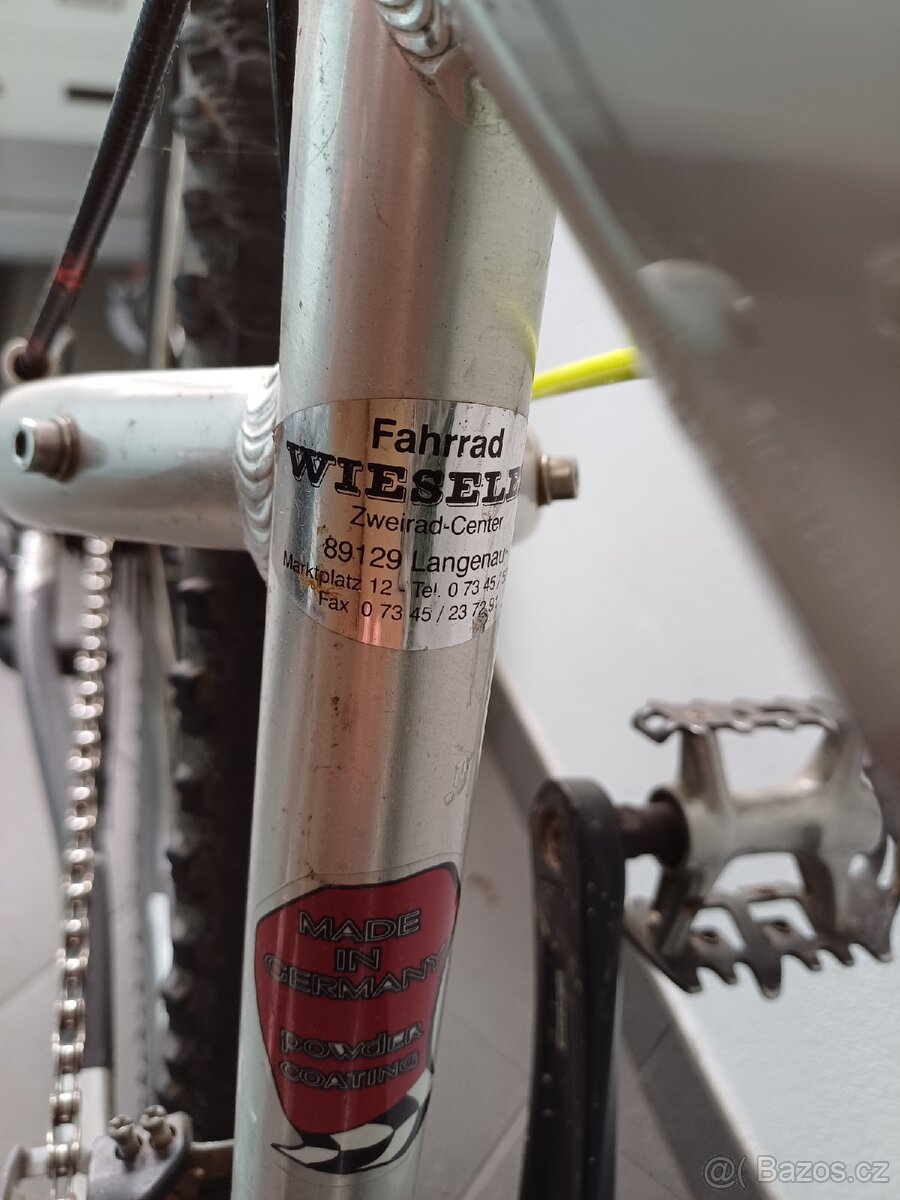 Fahrrad
WIESELE
Zweirad-Center
89129 Langenau
Marktplatz 12 - Tel. 0 73 45 /
Fax 0 73 45 / 23 72 9
MADE
IN
GERMANY
powder
COATING
@( Bazos.cz